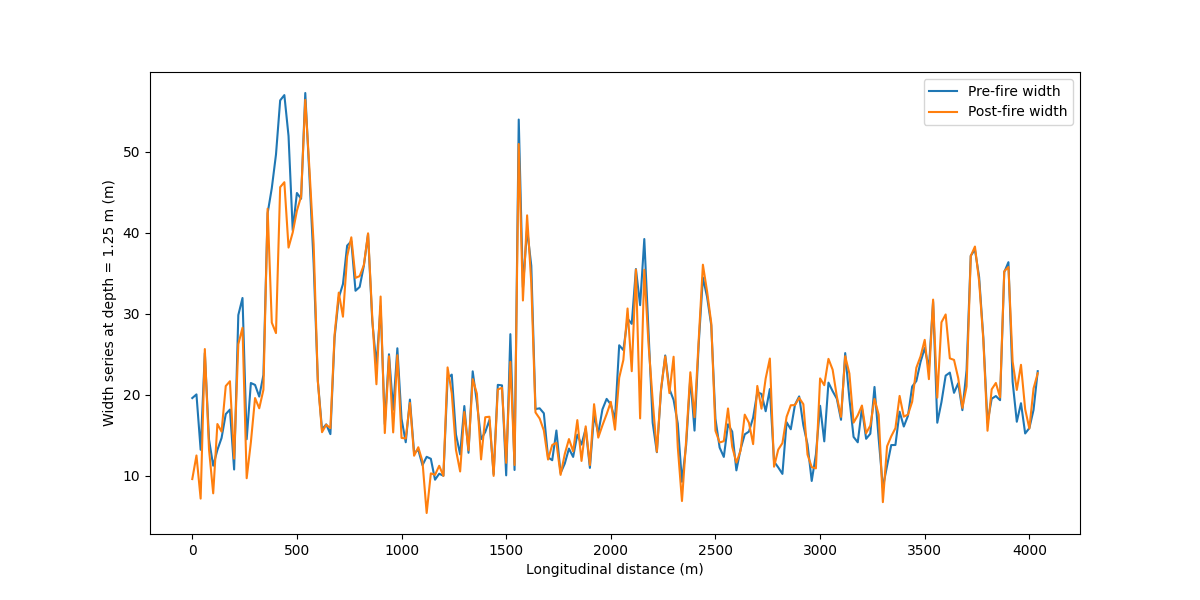 Pre-fire width
Post-fire width
50
40
30
20
10
Width series at depth = 1.25 m (m)
0 500 1000 1500 2000 2500 3000 3500 4000
Longitudinal distance (m)